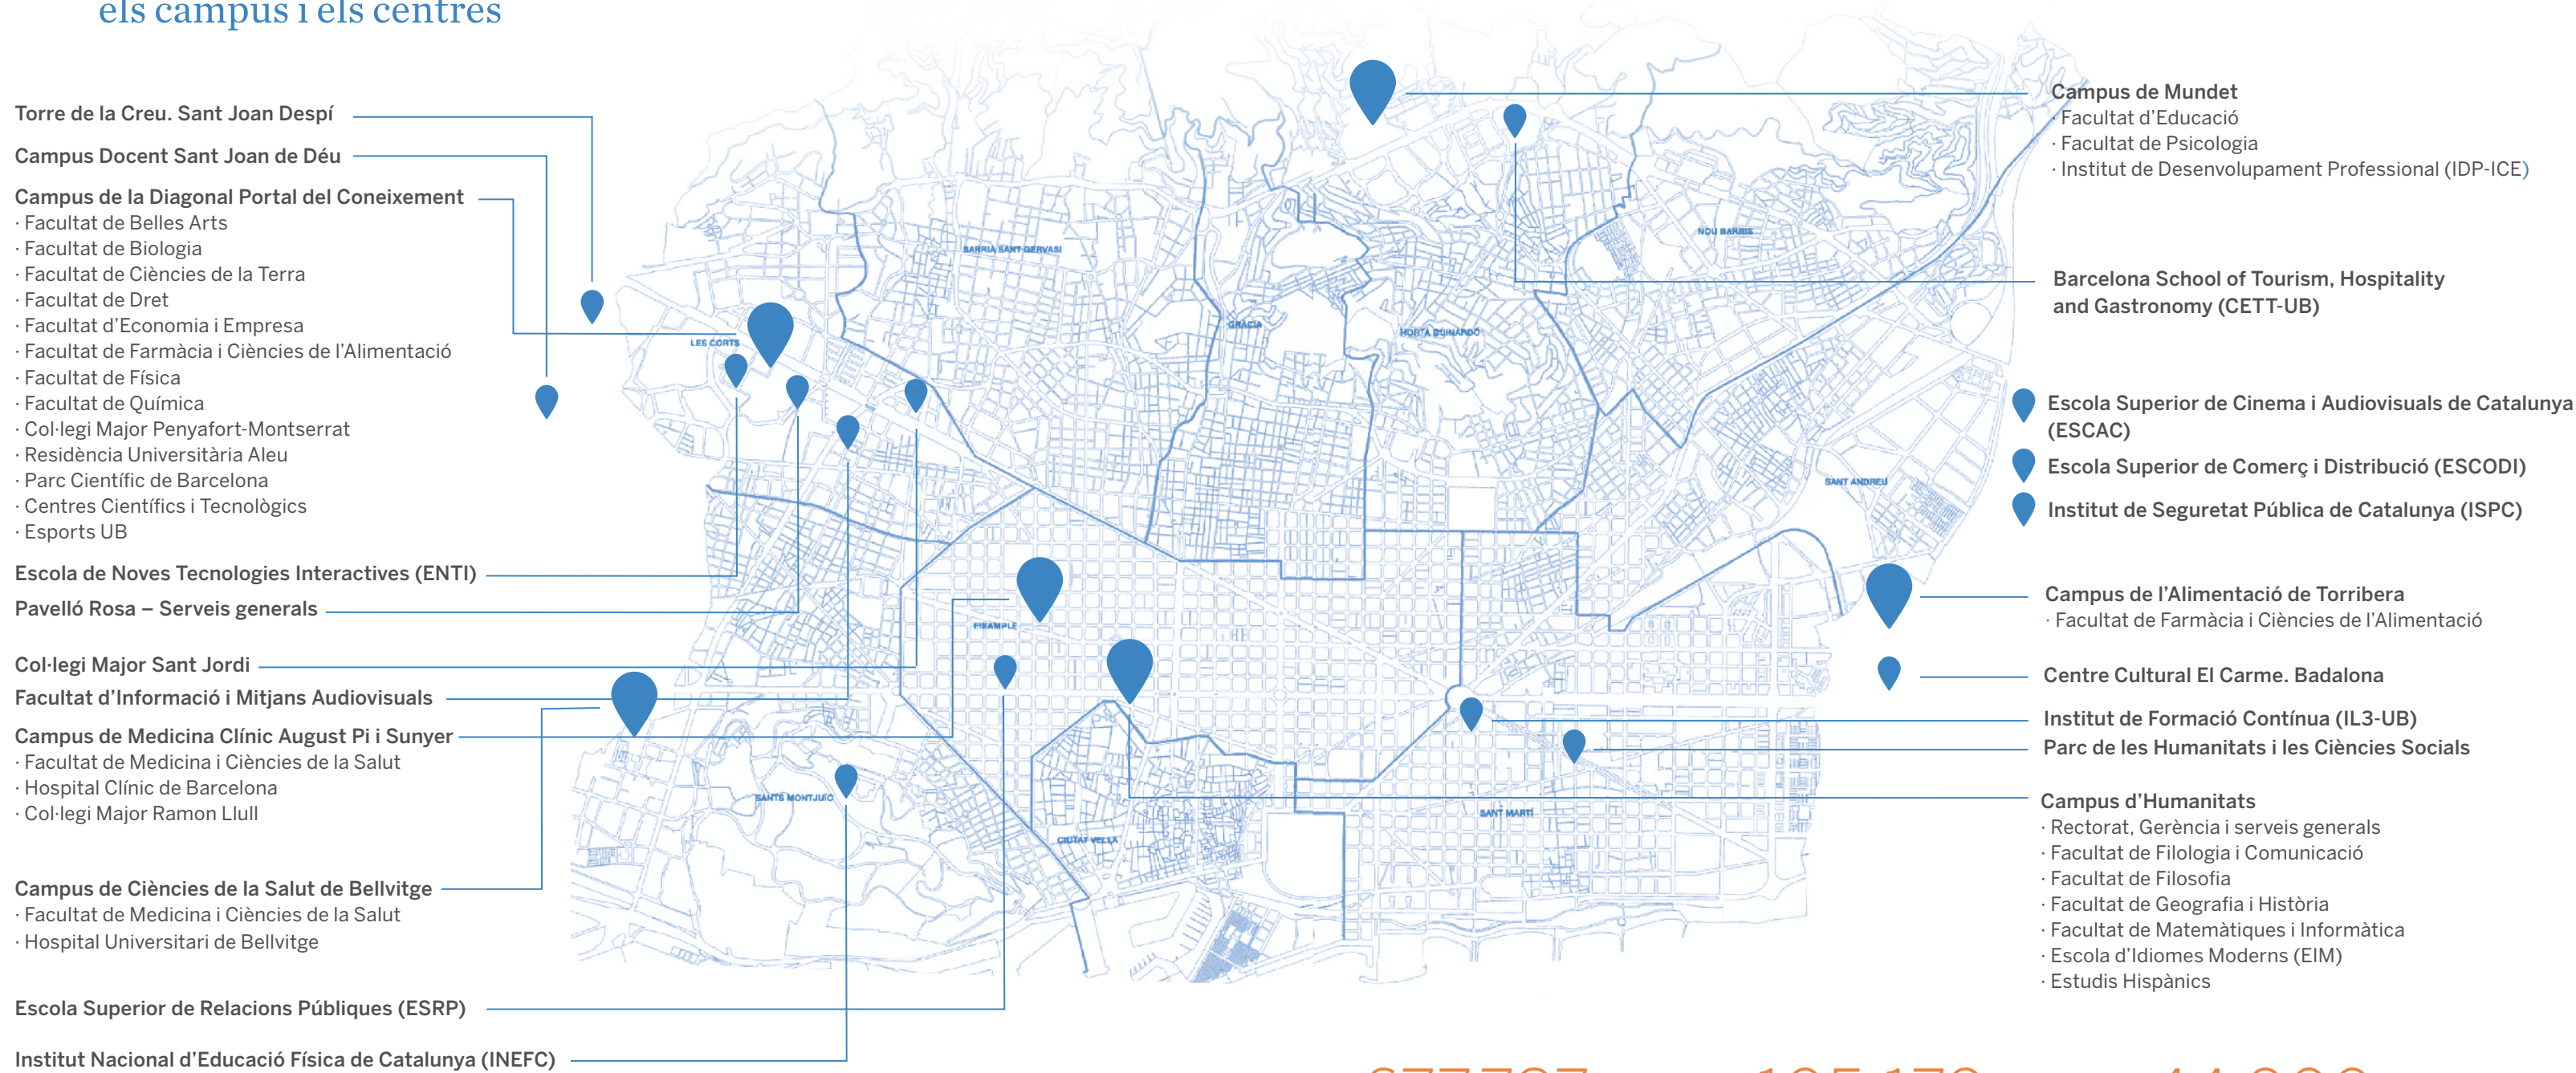 els campus i els centres
Torre de la Creu. Sant Joan Despí
Campus Docent Sant Joan de Déu
Campus de la Diagonal Portal del Coneixement
· Facultat de Belles Arts
· Facultat de Biologia
· Facultat de Ciències de la Terra
· Facultat de Dret
· Facultat d’Economia i Empresa
· Facultat de Farmàcia i Ciències de l’Alimentació
· Facultat de Física
· Facultat de Química
· Col·legi Major Penyafort-Montserrat
· Residència Universitària Aleu
· Parc Científic de Barcelona
· Centres Científics i Tecnològics
· Esports UB
Escola de Noves Tecnologies Interactives (ENTI)
Pavelló Rosa – Serveis generals
Col·legi Major Sant Jordi
Facultat d’Informació i Mitjans Audiovisuals
Campus de Medicina Clínic August Pi i Sunyer
· Facultat de Medicina i Ciències de la Salut
· Hospital Clínic de Barcelona
· Col·legi Major Ramon Llull
Campus de Ciències de la Salut de Bellvitge
· Facultat de Medicina i Ciències de la Salut
· Hospital Universitari de Bellvitge
Escola Superior de Relacions Públiques (ESRP)
Institut Nacional d’Educació Física de Catalunya (INEFC)
SARRIÀ SANT GERVASI
LES CORTS
GRÀCIA
HORTA GUINARDÓ
NOU BARRIS
SANT ANDREU
EIXAMPLE
SANTS MONTJUÏC
CIUTAT VELLA
SANT MARTÍ
Campus de Mundet
· Facultat d’Educació
· Facultat de Psicologia
· Institut de Desenvolupament Professional (IDP-ICE)
Barcelona School of Tourism, Hospitality
and Gastronomy (CETT-UB)
Escola Superior de Cinema i Audiovisuals de Catalunya
(ESCAC)
Escola Superior de Comerç i Distribució (ESCODI)
Institut de Seguretat Pública de Catalunya (ISPC)
Campus de l’Alimentació de Torribera
· Facultat de Farmàcia i Ciències de l’Alimentació
Centre Cultural El Carme. Badalona
Institut de Formació Contínua (IL3-UB)
Parc de les Humanitats i les Ciències Socials
Campus d’Humanitats
· Rectorat, Gerència i serveis generals
· Facultat de Filologia i Comunicació
· Facultat de Filosofia
· Facultat de Geografia i Història
· Facultat de Matemàtiques i Informàtica
· Escola d’Idiomes Moderns (EIM)
· Estudis Hispànics